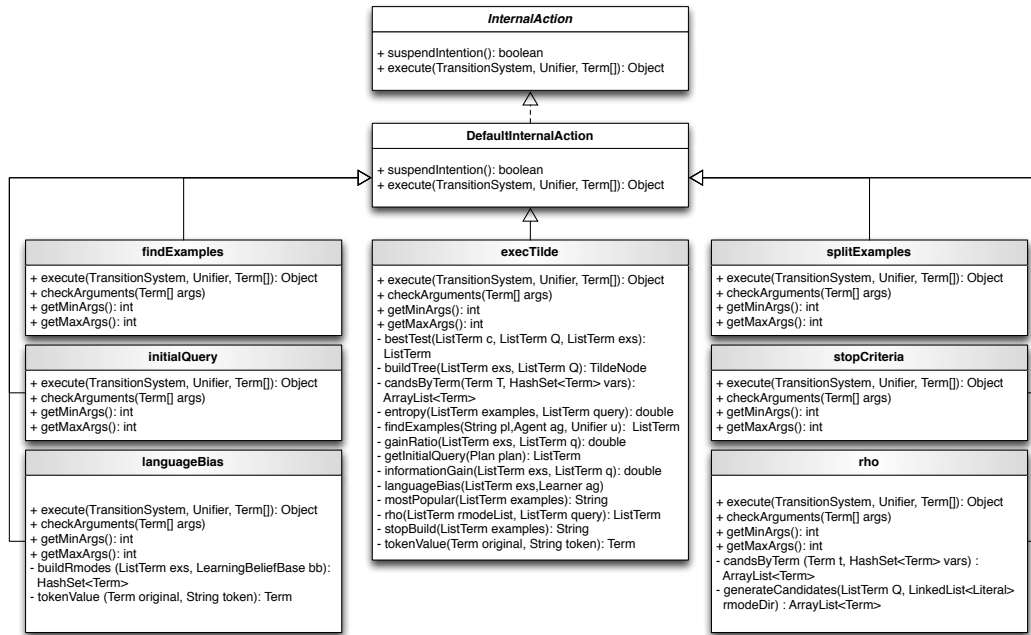 InternalAction
+ suspendIntention(): boolean
+ execute(TransitionSystem, Unifier, Term[]): Object
DefaultInternalAction
+ suspendIntention(): boolean
+ execute(TransitionSystem, Unifier, Term[]): Object
findExamples
+ execute(TransitionSystem, Unifier, Term[]): Object
+ checkArguments(Term[] args)
+ getMinArgs(): int
+ getMaxArgs(): int
initialQuery
+ execute(TransitionSystem, Unifier, Term[]): Object
+ checkArguments(Term[] args)
+ getMinArgs(): int
+ getMaxArgs(): int
languageBias
+ execute(TransitionSystem, Unifier, Term[]): Object
+ checkArguments(Term[] args)
+ getMinArgs(): int
+ getMaxArgs(): int
- buildRmodes (ListTerm exs, LearningBeliefBase bb):
HashSet<Term>
- tokenValue (Term original, String token): Term
execTilde
+ execute(TransitionSystem, Unifier, Term[]): Object
+ checkArguments(Term[] args)
+ getMinArgs(): int
+ getMaxArgs(): int
- bestTest(ListTerm c, ListTerm Q, ListTerm exs):
ListTerm
- buildTree(ListTerm exs, ListTerm Q): TildeNode
- candsByTerm(Term T, HashSet<Term> vars):
ArrayList<Term>
- entropy(ListTerm examples, ListTerm query): double
- findExamples(String pl,Agent ag, Unifier u): ListTerm
- gainRatio(ListTerm exs, ListTerm q): double
- getInitialQuery(Plan plan): ListTerm
- informationGain(ListTerm exs, ListTerm q): double
- languageBias(ListTerm exs,Learner ag)
- mostPopular(ListTerm examples): String
- rho(ListTerm rmodeList, ListTerm query): ListTerm
- stopBuild(ListTerm examples): String
- tokenValue(Term original, String token): Term
splitExamples
+ execute(TransitionSystem, Unifier, Term[]): Object
+ checkArguments(Term[] args)
+ getMinArgs(): int
+ getMaxArgs(): int
stopCriteria
+ execute(TransitionSystem, Unifier, Term[]): Object
+ checkArguments(Term[] args)
+ getMinArgs(): int
+ getMaxArgs(): int
rho
+ execute(TransitionSystem, Unifier, Term[]): Object
+ checkArguments(Term[] args)
+ getMinArgs(): int
+ getMaxArgs(): int
- candsByTerm (Term t, HashSet<Term> vars) :
ArrayList<Term>
- generateCandidates(ListTerm Q, LinkedList<Literal>
rmodeDir) : ArrayList<Term>